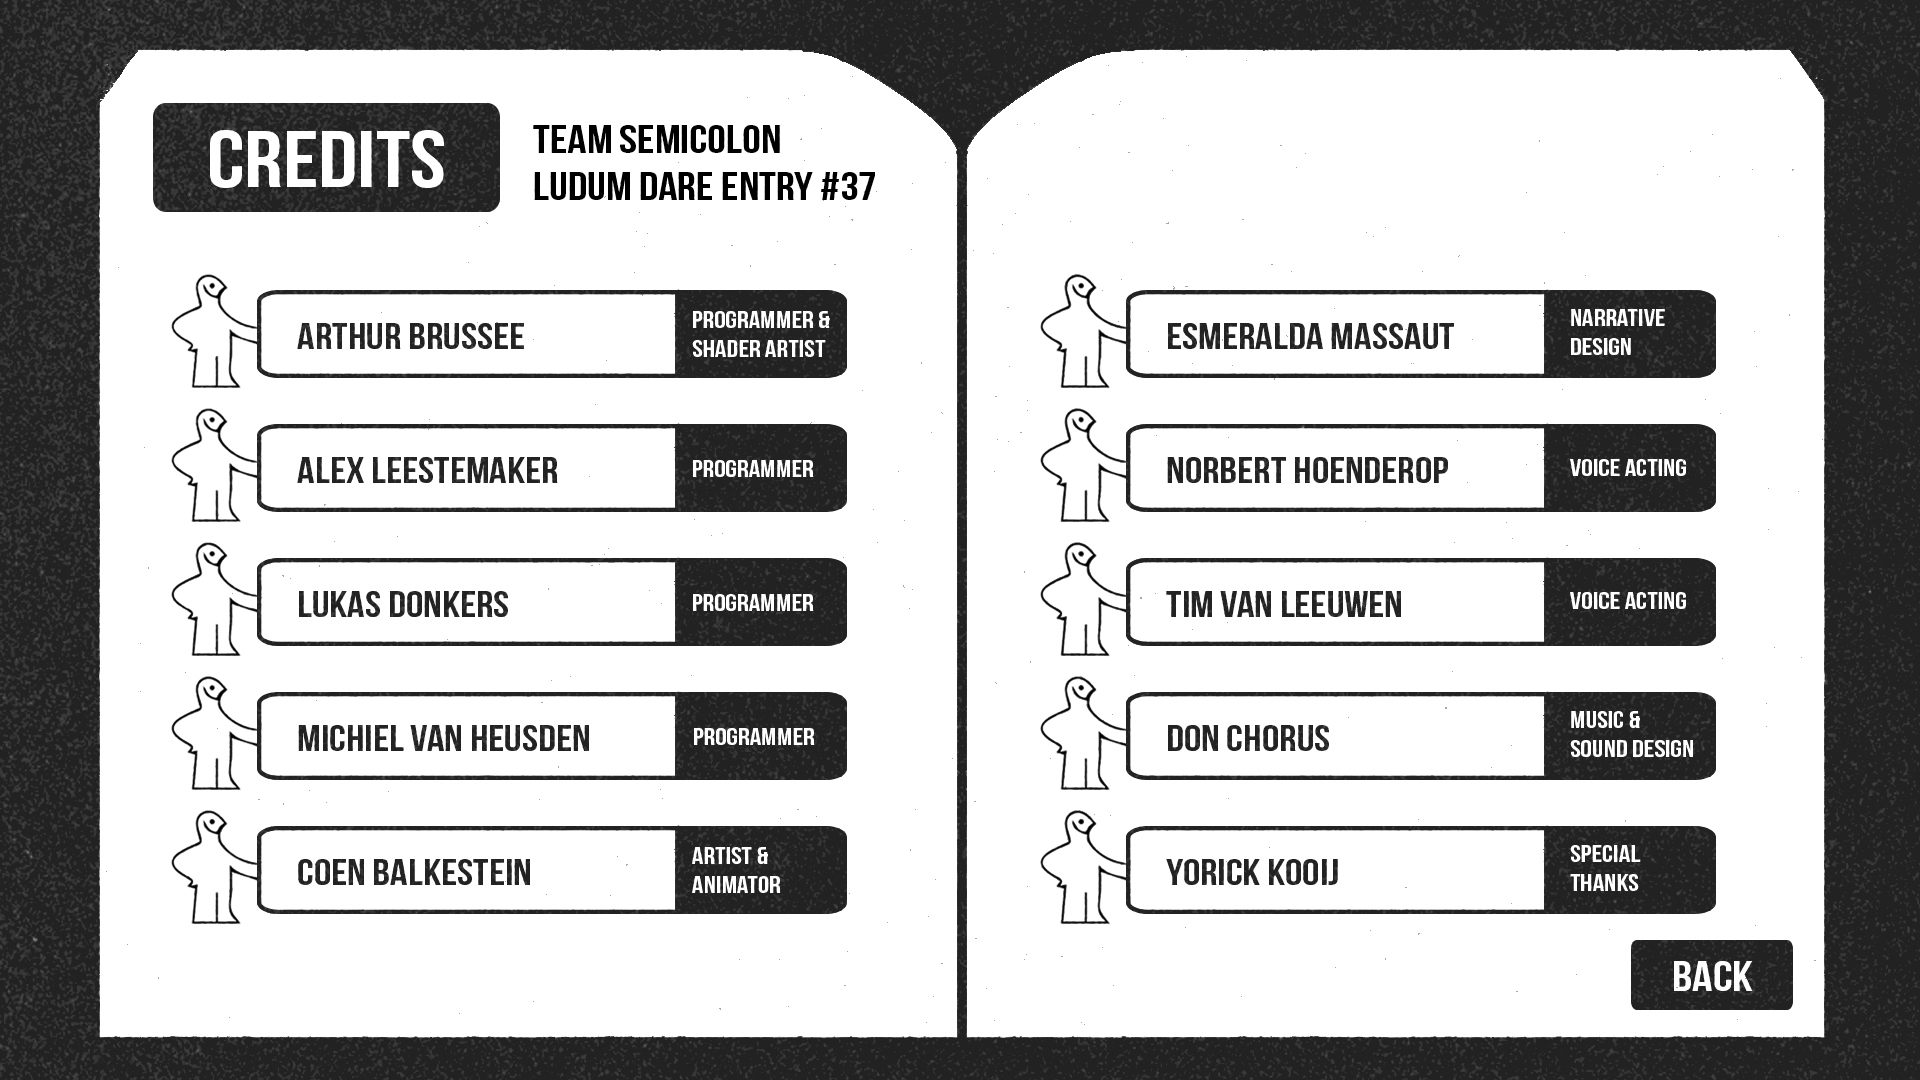 CREDITS
TEAM SEMICOLON
LUDUM DARE ENTRY #37
ARTHUR BRUSSEE
PROGRAMMER &
SHADER ARTIST
ALEX LEESTEMAKER
PROGRAMMER
LUKAS DONKERS
PROGRAMMER
MICHIEL VAN HEUSDEN
PROGRAMMER
COEN BALKESTEIN
ARTIST &
ANIMATOR
ESMERALDA MASSAUT
NARRATIVE
DESIGN
NORBERT HOENDEROP
VOICE ACTING
TIM VAN LEEUWEN
VOICE ACTING
DON CHORUS
MUSIC &
SOUND DESIGN
YORICK KOOIJ
SPECIAL
THANKS
BACK